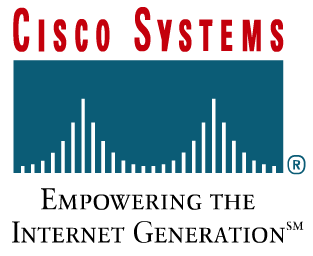 CISCO SYSTEMS
®
EMPOWERING THE
INTERNET GENERATION℠